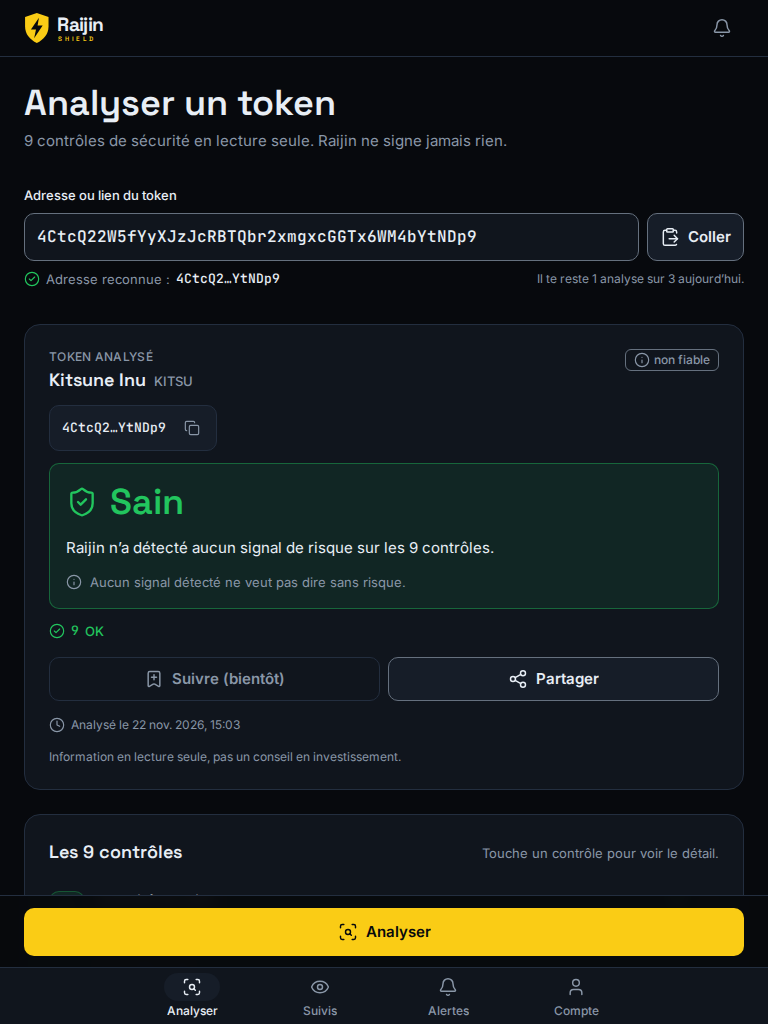 Raijin
SHIELD
Analyser un token
9 contrôles de sécurité en lecture seule. Raijin ne signe jamais rien.
Adresse ou lien du token
4CtcQ22W5fYyXJzJcRBTQbr2xmgxcGGTx6WM4bYtNDp9
Coller
Adresse reconnue : 4CtcQ2…YtNDp9
Il te reste 1 analyse sur 3 aujourd’hui.
TOKEN ANALYSÉ
Kitsune Inu KITSU
non fiable
4CtcQ2…YtNDp9
Sain
Raijin n’a détecté aucun signal de risque sur les 9 contrôles.
Aucun signal détecté ne veut pas dire sans risque.
9 OK
Suivre (bientôt)
Partager
Analysé le 22 nov. 2026, 15:03
Information en lecture seule, pas un conseil en investissement.
Les 9 contrôles
Touche un contrôle pour voir le détail.
Analyser
Analyser
Suivis
Alertes
Compte